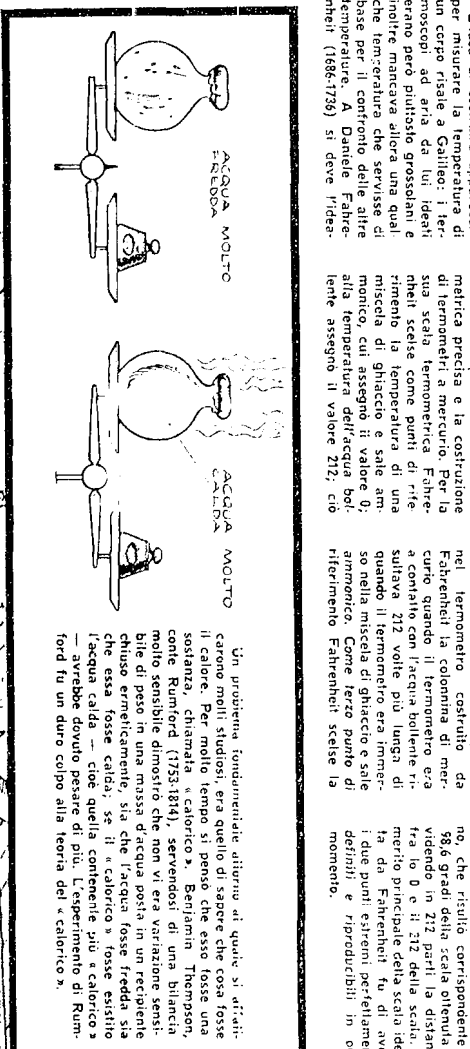 per misurare la temperatura di
un corpo risale a Galileo: i ter-
moscopi ad aria da lui ideati
erano però piuttosto grossolani e
inoltre mancava allora una qual-
che temperatura che servisse di
base per il confronto delle altre
temperature. A Daniele Fahre-
nheit (1686-1736) si deve l'idea-
metrica precisa e la costruzione
di termometri a mercurio. Per la
sua scala termometrica Fahre-
nheit scelse come punti di rife-
rimento la temperatura di una
miscela di ghiaccio e sale am-
monico, cui assegnò il valore 0;
alla temperatura dell'acqua bol-
lente assegnò il valore 212; ciò
nel termometro costruito da
Fahrenheit la colonnina di mer-
curio quando il termometro era
a contatto con l'acqua bollente ri-
sultava 212 volte più lunga di
quando il termometro era immer-
so nella miscela di ghiaccio e sale
ammonico. Come terzo punto di
riferimento Fahrenheit scelse la
no, che risultò corrispondente
98,6 gradi della scala ottenuta
videndo in 212 parti la distan
fra lo 0 e il 212 della scala.
merito principale della scala ide
ta da Fahrenheit fu di av
i due punti estremi perfettame
definiti e riproducibili in o
momento.
ACQUA MOLTO
FREDDA
ACQUA MOLTO
CALDA
Un problema fondamentale attorno al quale si affati-
carono molti studiosi, era quello di sapere che cosa fosse
il calore. Per molto tempo si pensò che esso fosse una
sostanza, chiamata « calorico ». Benjamin Thompson,
conte Rumford (1753-1814), servendosi di una bilancia
molto sensibile dimostrò che non vi era variazione sensi-
bile di peso in una massa d'acqua posta in un recipiente
chiuso ermeticamente, sia che l'acqua fosse fredda sia
che essa fosse calda; se il « calorico » fosse esistito
l'acqua calda — cioè quella contenente più « calorico »
— avrebbe dovuto pesare di più. L'esperimento di Rum-
ford fu un duro colpo alla teoria del « calorico ».